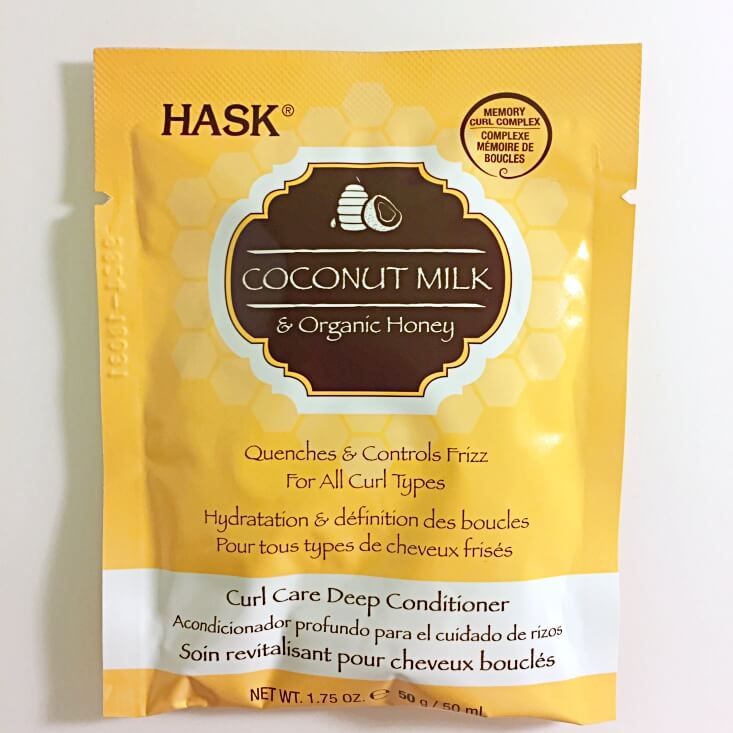 HASK®
MEMORY
CURL COMPLEX
COMPLEXE
MÉMOIRE DE
BOUCLES
COCONUT MILK
& Organic Honey
Quenches & Controls Frizz
For All Curl Types
Hydratation & définition des boucles
Pour tous types de cheveux frisés
Curl Care Deep Conditioner
Acondicionador profundo para el cuidado de rizos
Soin revitalisant pour cheveux bouclés
NET WT. 1.75 OZ. ℮ 50 g / 50 mL